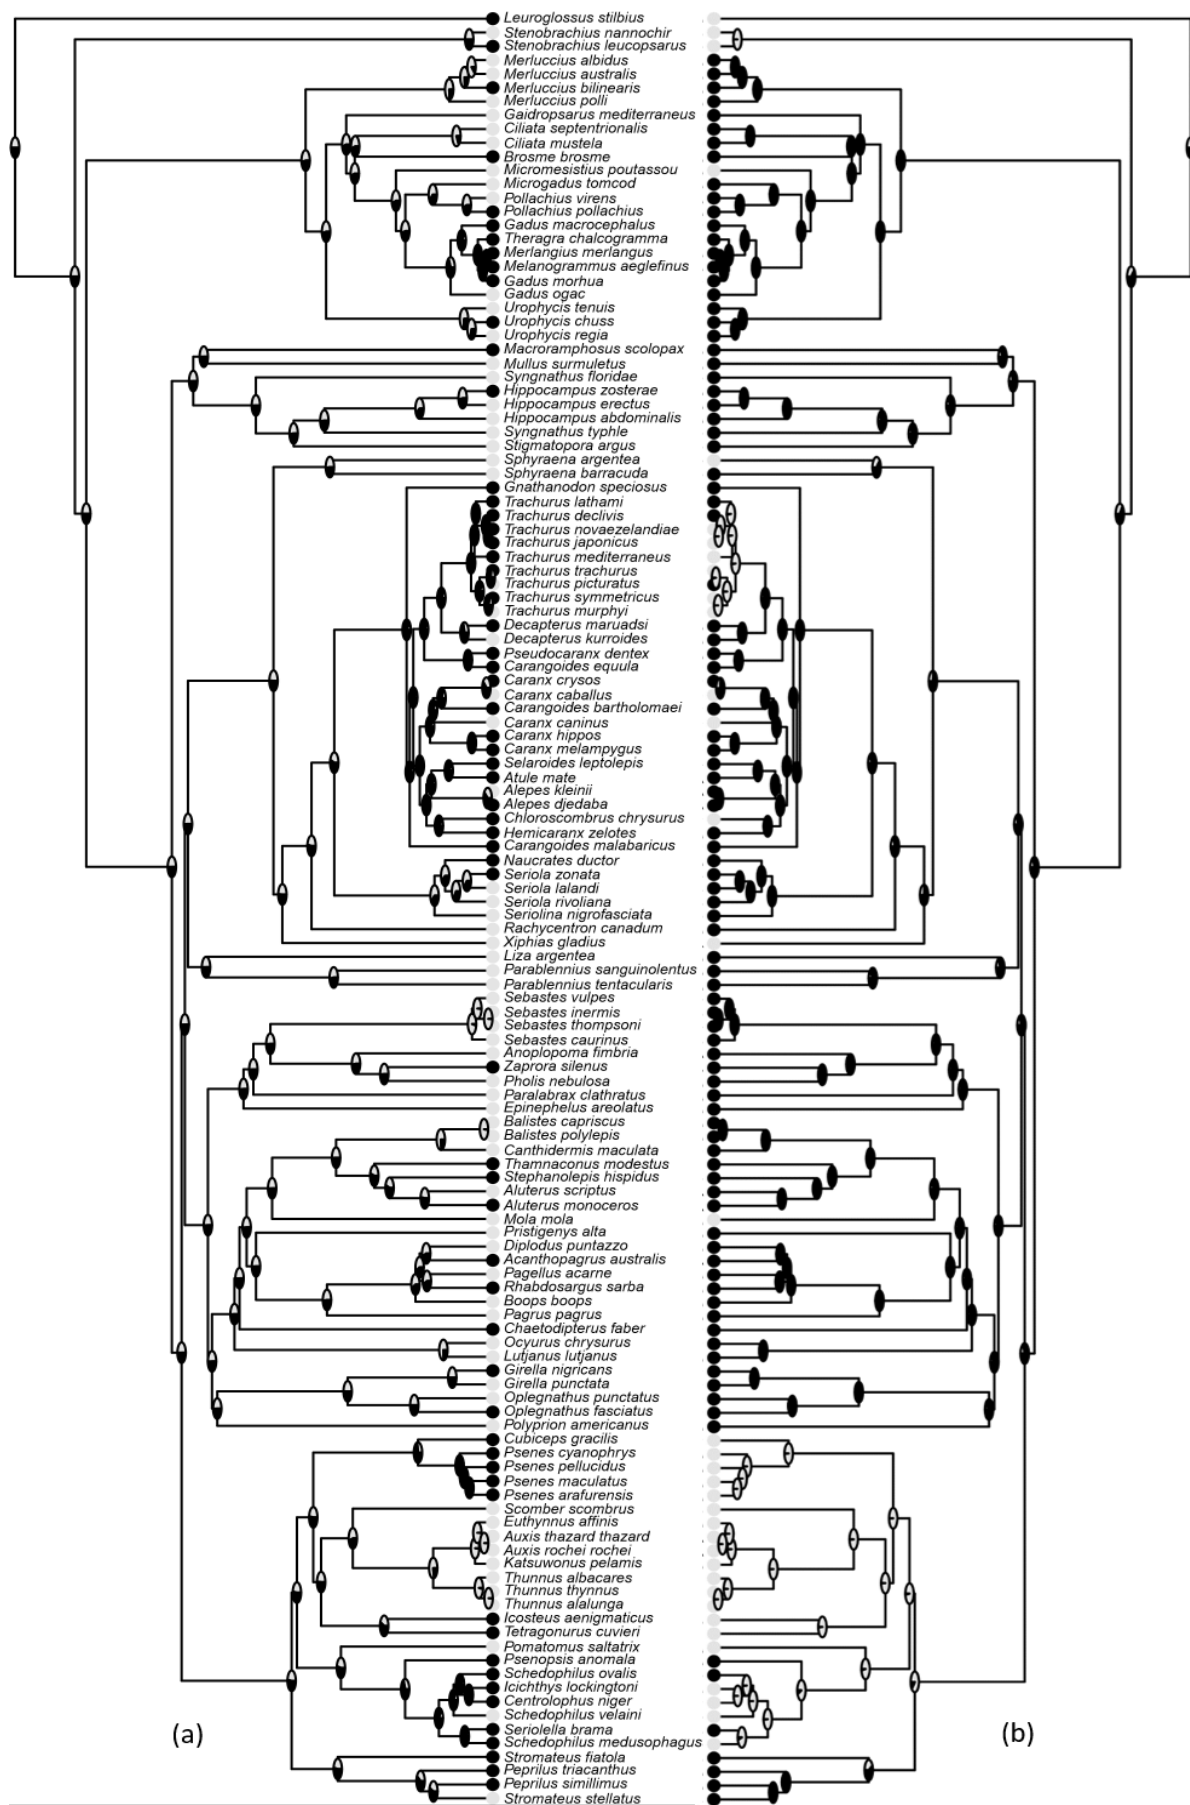 Leuroglossus stilbius
Stenobrachius nannochir
Stenobrachius leucopsarus
Merluccius albidus
Merluccius australis
Merluccius bilinearis
Merluccius polli
Gaidropsarus mediterraneus
Ciliata septentrionalis
Ciliata mustela
Brosme brosme
Micromesistius poutassou
Microgadus tomcod
Pollachius virens
Pollachius pollachius
Gadus macrocephalus
Theragra chalcogramma
Merlangius merlangus
Melanogrammus aeglefinus
Gadus morhua
Gadus ogac
Urophycis tenuis
Urophycis chuss
Urophycis regia
Macroramphosus scolopax
Mullus surmuletus
Syngnathus floridae
Hippocampus zosterae
Hippocampus erectus
Hippocampus abdominalis
Syngnathus typhle
Stigmatopora argus
Sphyraena argentea
Sphyraena barracuda
Gnathanodon speciosus
Trachurus lathami
Trachurus declivis
Trachurus novaezelandiae
Trachurus japonicus
Trachurus mediterraneus
Trachurus trachurus
Trachurus picturatus
Trachurus symmetricus
Trachurus murphyi
Decapterus maruadsi
Decapterus kurroides
Pseudocaranx dentex
Carangoides equula
Caranx crysos
Caranx caballus
Carangoides bartholomaei
Caranx caninus
Caranx hippos
Caranx melampygus
Selaroides leptolepis
Atule mate
Alepes kleinii
Alepes djedaba
Chloroscombrus chrysurus
Hemicaranx zelotes
Carangoides malabaricus
Naucrates ductor
Seriola zonata
Seriola lalandi
Seriola rivoliana
Seriolina nigrofasciata
Rachycentron canadum
Xiphias gladius
Liza argentea
Parablennius sanguinolentus
Parablennius tentacularis
Sebastes vulpes
Sebastes inermis
Sebastes thompsoni
Sebastes caurinus
Anoplopoma fimbria
Zaprora silenus
Pholis nebulosa
Paralabrax clathratus
Epinephelus areolatus
Balistes capriscus
Balistes polylepis
Canthidermis maculata
Thamnaconus modestus
Stephanolepis hispidus
Aluterus scriptus
Aluterus monoceros
Mola mola
Pristigenys alta
Diplodus puntazzo
Acanthopagrus australis
Pagellus acarne
Rhabdosargus sarba
Boops boops
Pagrus pagrus
Chaetodipterus faber
Ocyurus chrysurus
Lutjanus lutjanus
Girella nigricans
Girella punctata
Oplegnathus punctatus
Oplegnathus fasciatus
Polyprion americanus
Cubiceps gracilis
Psenes cyanophrys
Psenes pellucidus
Psenes maculatus
Psenes arafurensis
Scomber scombrus
Euthynnus affinis
Auxis thazard thazard
Auxis rochei rochei
Katsuwonus pelamis
Thunnus albacares
Thunnus thynnus
Thunnus alalunga
Icosteus aenigmaticus
Tetragonurus cuvieri
Pomatomus saltatrix
Psenopsis anomala
Schedophilus ovalis
Icichthys lockingtoni
Centrolophus niger
Schedophilus velaini
Seriolella brama
Schedophilus medusophagus
Stromateus fiatola
Peprilus triacanthus
Peprilus simillimus
Stromateus stellatus
(a)
(b)